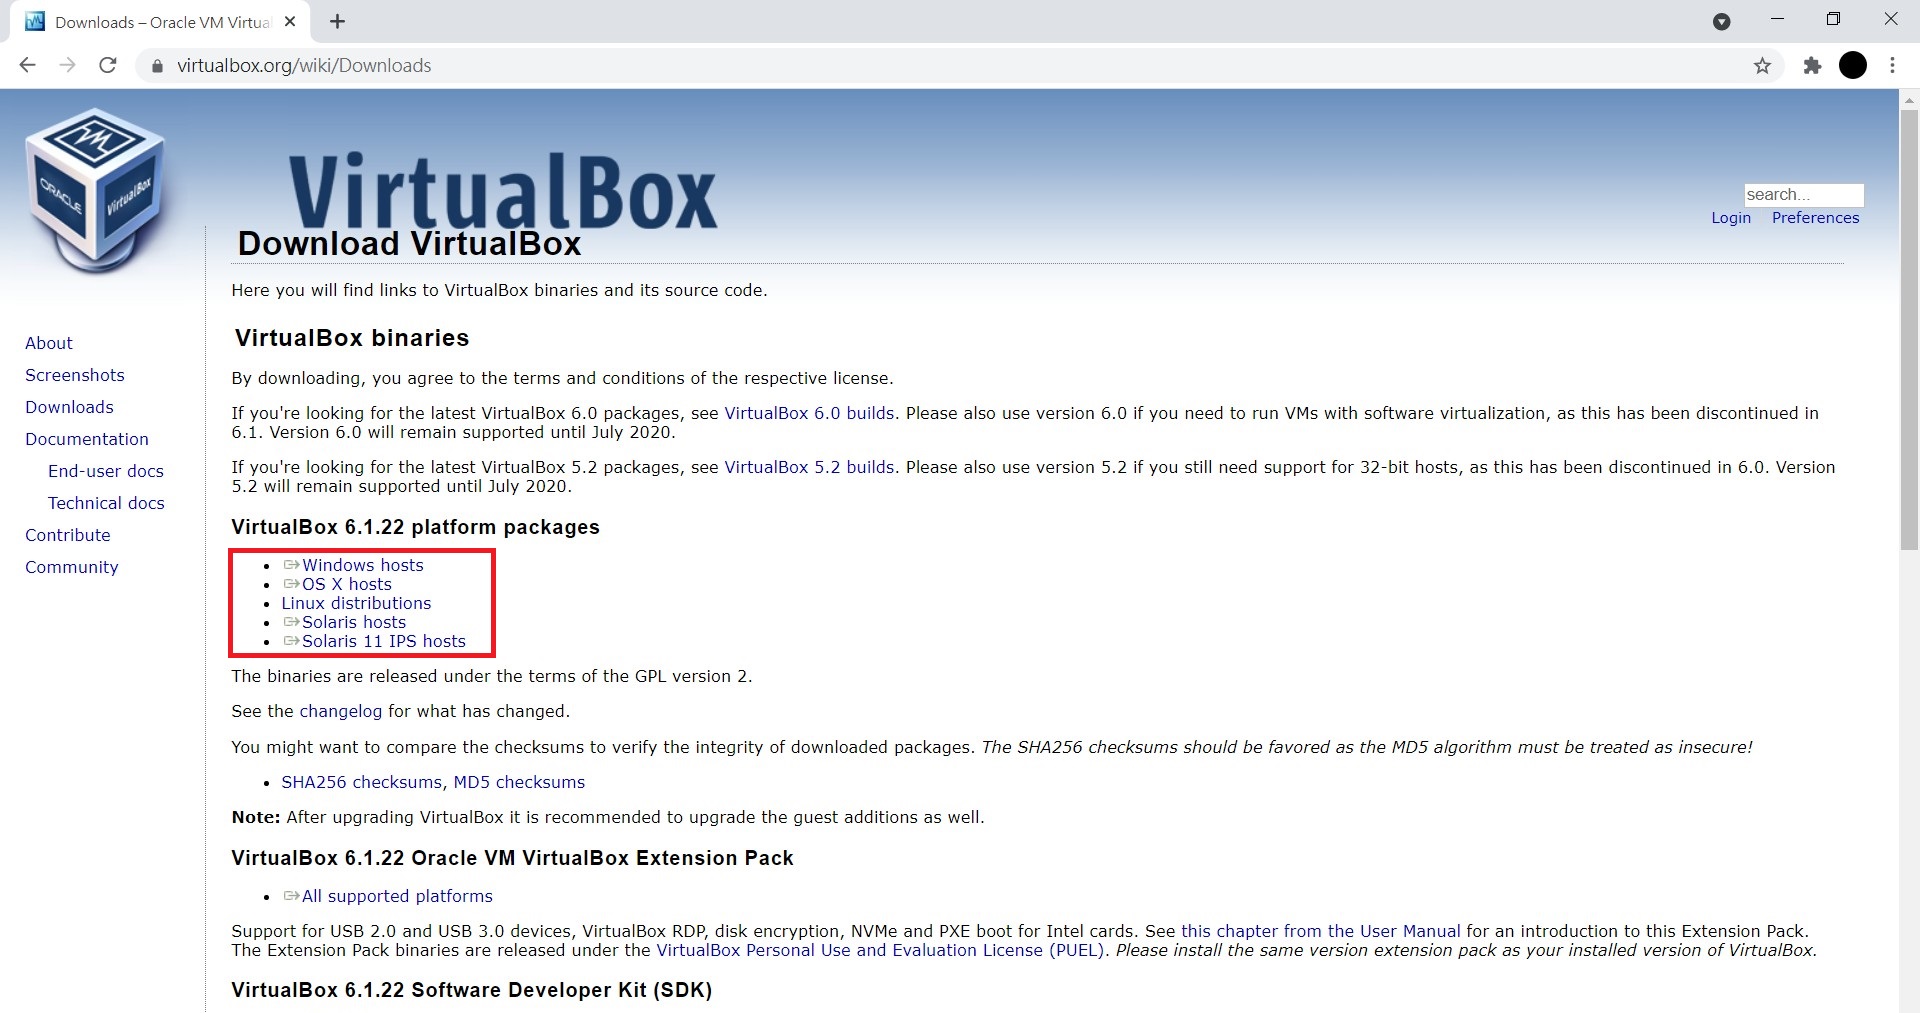 Downloads – Oracle VM Virtua
virtualbox.org/wiki/Downloads
ORACLE
VirtualBox
VirtualBox
search...
Login Preferences
Download VirtualBox
Here you will find links to VirtualBox binaries and its source code.
About
Screenshots
Downloads
Documentation
End-user docs
Technical docs
Contribute
Community
VirtualBox binaries
By downloading, you agree to the terms and conditions of the respective license.
If you're looking for the latest VirtualBox 6.0 packages, see VirtualBox 6.0 builds. Please also use version 6.0 if you need to run VMs with software virtualization, as this has been discontinued in
6.1. Version 6.0 will remain supported until July 2020.
If you're looking for the latest VirtualBox 5.2 packages, see VirtualBox 5.2 builds. Please also use version 5.2 if you still need support for 32-bit hosts, as this has been discontinued in 6.0. Version
5.2 will remain supported until July 2020.
VirtualBox 6.1.22 platform packages
Windows hosts
OS X hosts
Linux distributions
Solaris hosts
Solaris 11 IPS hosts
The binaries are released under the terms of the GPL version 2.
See the changelog for what has changed.
You might want to compare the checksums to verify the integrity of downloaded packages. The SHA256 checksums should be favored as the MD5 algorithm must be treated as insecure!
SHA256 checksums, MD5 checksums
Note: After upgrading VirtualBox it is recommended to upgrade the guest additions as well.
VirtualBox 6.1.22 Oracle VM VirtualBox Extension Pack
All supported platforms
Support for USB 2.0 and USB 3.0 devices, VirtualBox RDP, disk encryption, NVMe and PXE boot for Intel cards. See this chapter from the User Manual for an introduction to this Extension Pack.
The Extension Pack binaries are released under the VirtualBox Personal Use and Evaluation License (PUEL). Please install the same version extension pack as your installed version of VirtualBox.
VirtualBox 6.1.22 Software Developer Kit (SDK)